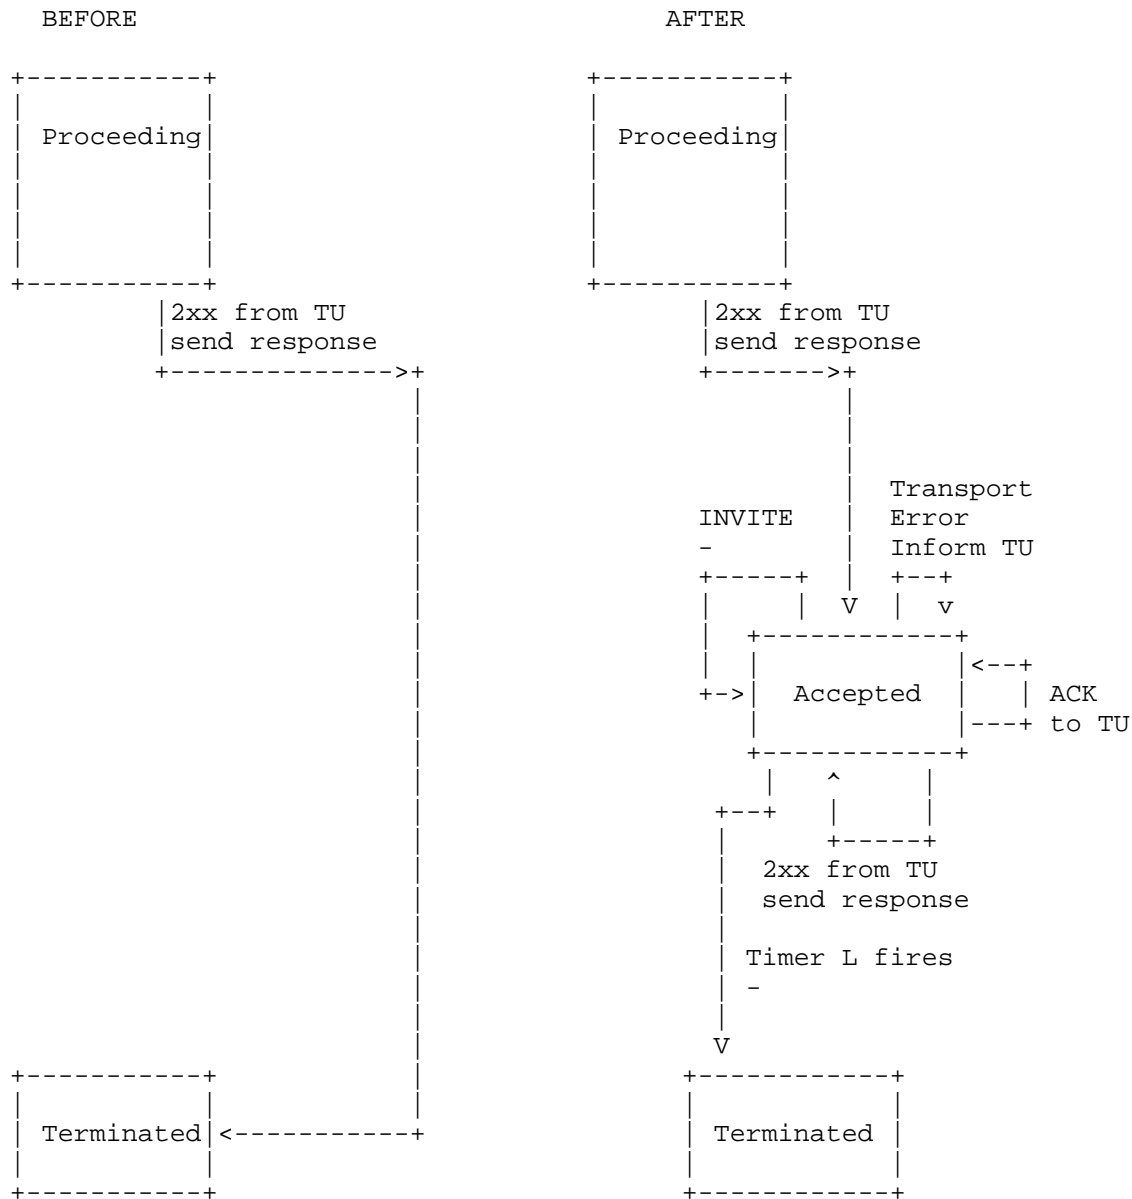 BEFORE AFTER
Proceeding Proceeding
2xx from TU 2xx from TU
send response send response
Transport
INVITE Error
- Inform TU
Accepted ACK
to TU
2xx from TU
send response
Timer L fires
-
Terminated Terminated